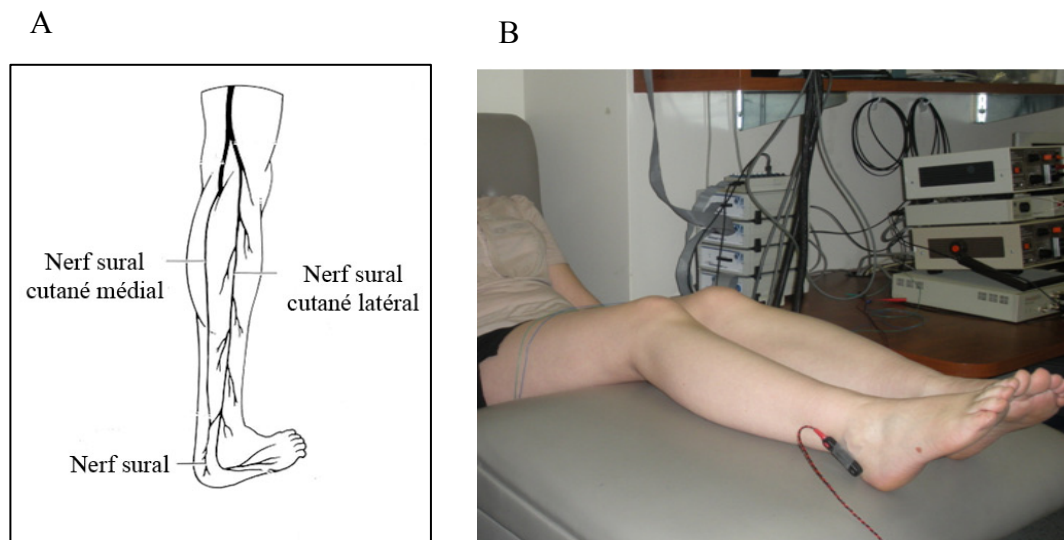 A
B
Nerf sural
cutané médial
Nerf sural
cutané latéral
Nerf sural